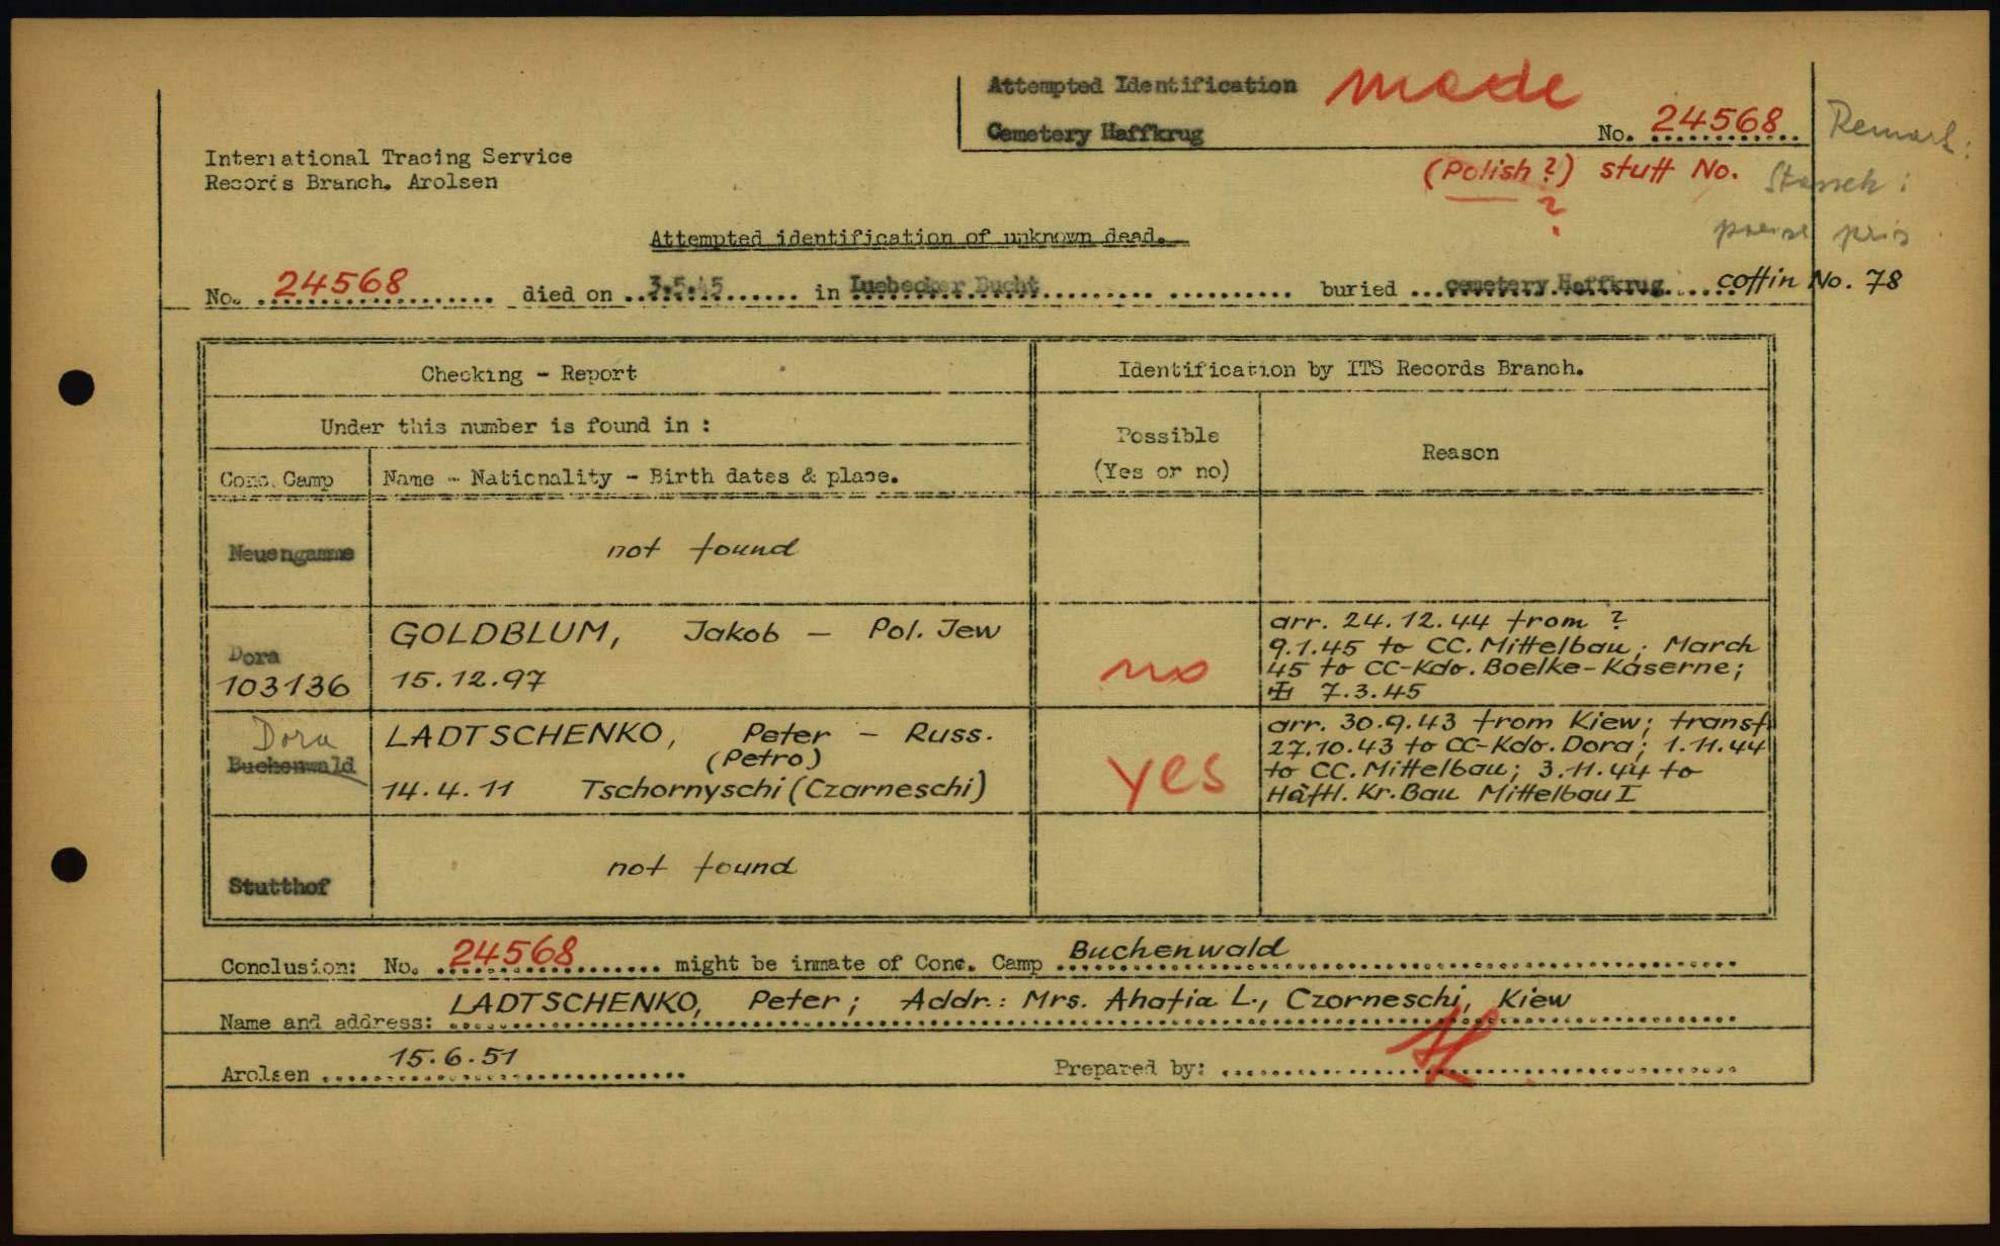 Attempted Identification made
Cemetery Haffkrug No. 24568
Remark:
International Tracing Service
Records Branch. Arolsen
(Polish ?) stutt No.
?
Attempted identification of unknown dead.
No. 24568 died on 3.5.45 in Luebecker Bucht buried cemetery Haffkrug coffin No. 78
Checking - Report
Identification by ITS Records Branch.
Under this number is found in :
Possible
(Yes or no)
Reason
Conc. Camp Name - Nationality - Birth dates & place.
Neuengamme not found
Dora
103136
GOLDBLUM, Jakob - Pol. Jew
15.12.97
no
arr. 24.12.44 from ?
9.1.45 to CC. Mittelbau; March
45 to CC-Kdo. Boelke-Kaserne;
7.3.45
Dora
Buchenwald
LADTSCHENKO, Peter - Russ.
(Petro)
14.4.11 Tschornyschi (Czarneschi)
yes
arr. 30.9.43 from Kiew; transf.
27.10.43 to CC-Kdo. Dora; 1.11.44
to CC. Mittelbau; 3.11.44 to
Häftl. Kr. Bau Mittelbau I
Stutthof not found
Conclusion: No. 24568 might be inmate of Conc. Camp Buchenwald
Name and address: LADTSCHENKO, Peter; Addr.: Mrs. Ahafia L., Czorneschi, Kiew
Arolsen 15.6.51 Prepared by: